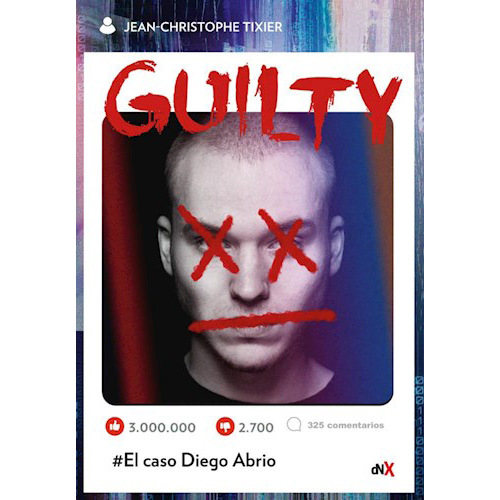 JEAN-CHRISTOPHE TIXIER
GUILTY
3.000.000 2.700 325 comentarios
#El caso Diego Abrio
dNX